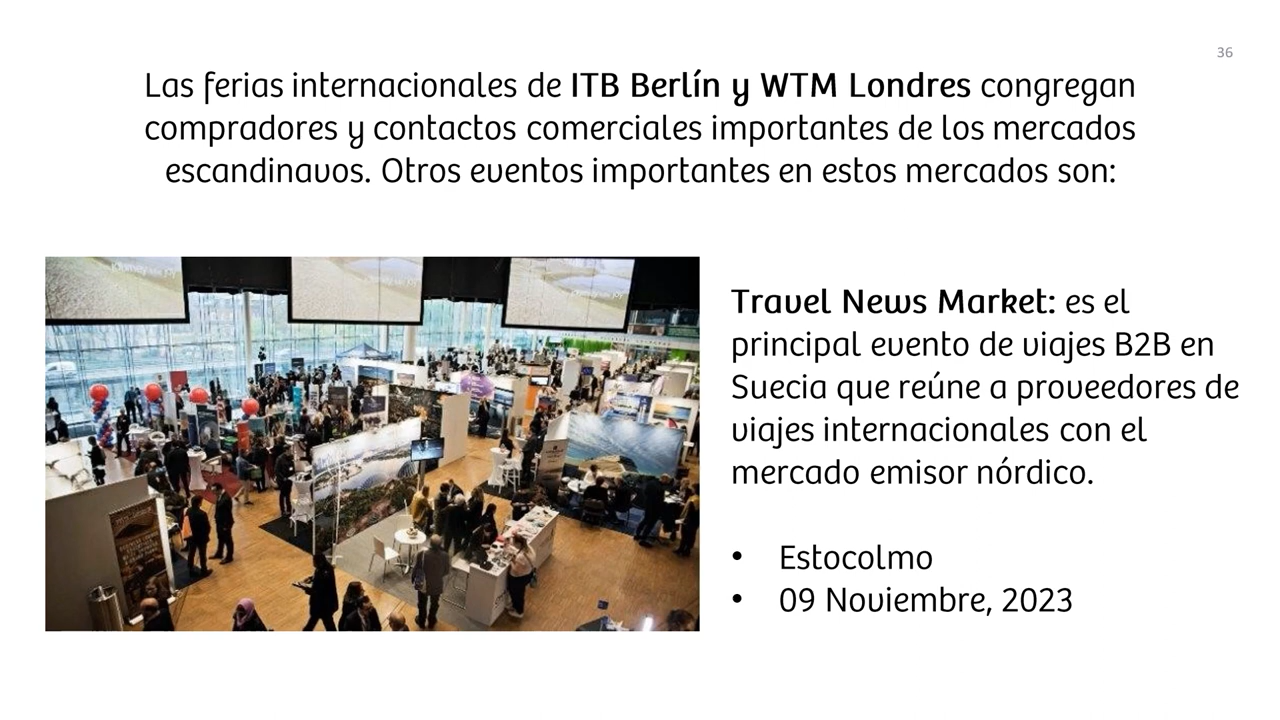 36
Las ferias internacionales de ITB Berlín y WTM Londres congregan
compradores y contactos comerciales importantes de los mercados
escandinavos. Otros eventos importantes en estos mercados son:
Travel News Market: es el
principal evento de viajes B2B en
Suecia que reúne a proveedores de
viajes internacionales con el
mercado emisor nórdico.
• Estocolmo
• 09 Noviembre, 2023